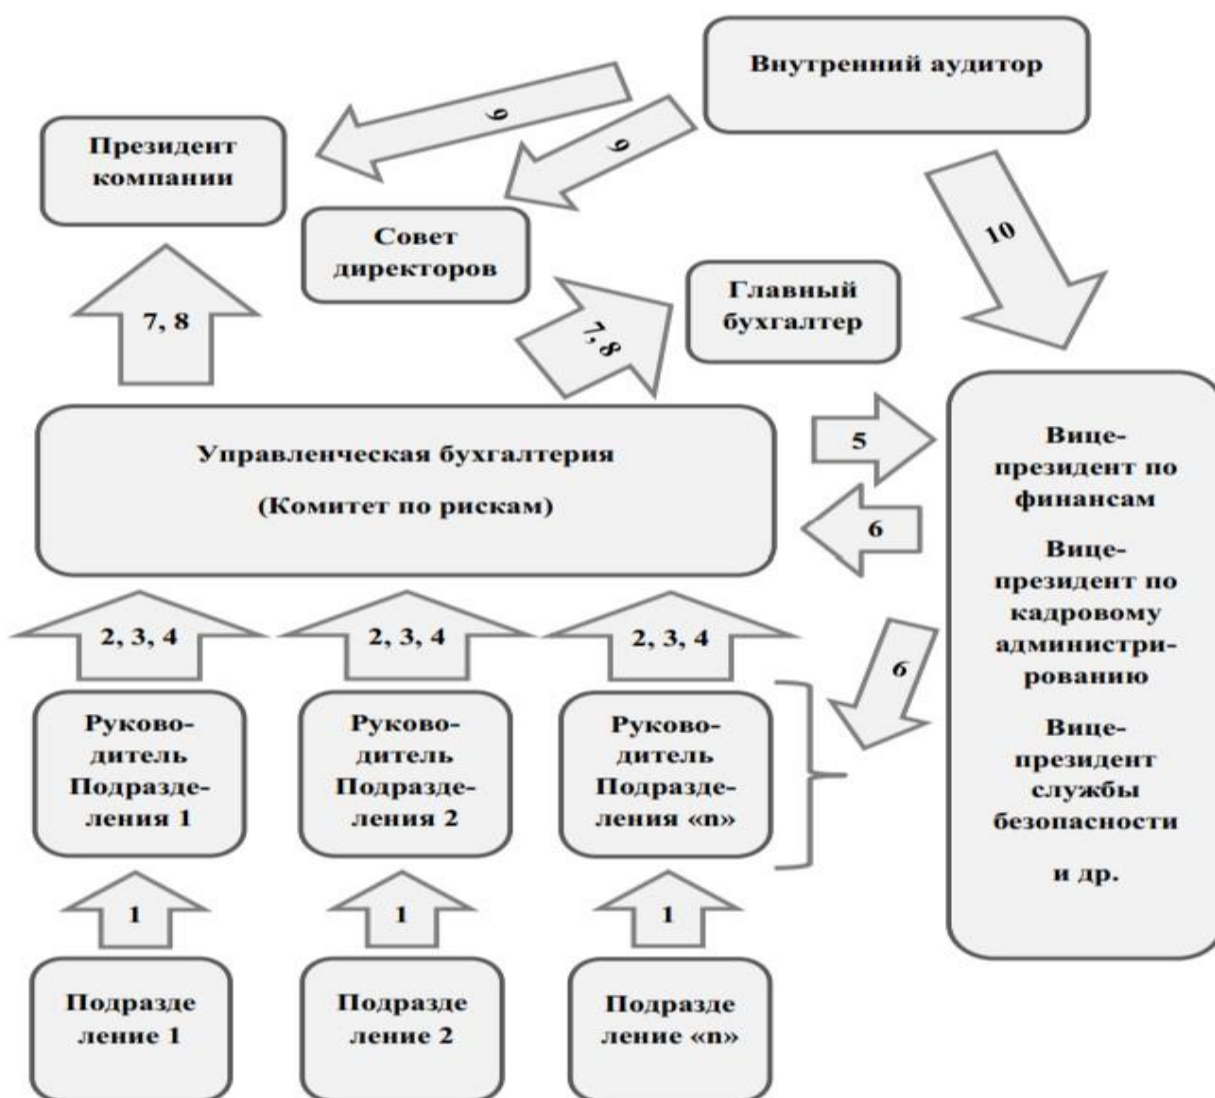 Внутренний аудитор
9
9
Президент
компании
Совет
директоров
10
Главный
бухгалтер
7, 8
7, 8
Управленческая бухгалтерия
(Комитет по рискам)
5
6
Вице-
президент по
финансам
Вице-
президент по
кадровому
администри-
рованию
Вице-
президент
службы
безопасности
и др.
2, 3, 4
2, 3, 4
2, 3, 4
6
Руково-
дитель
Подразде-
ления 1
Руково-
дитель
Подразде-
ления 2
Руково-
дитель
Подразде-
ления «n»
1
1
1
Подразде
ление 1
Подразде
ление 2
Подразде
ление «n»